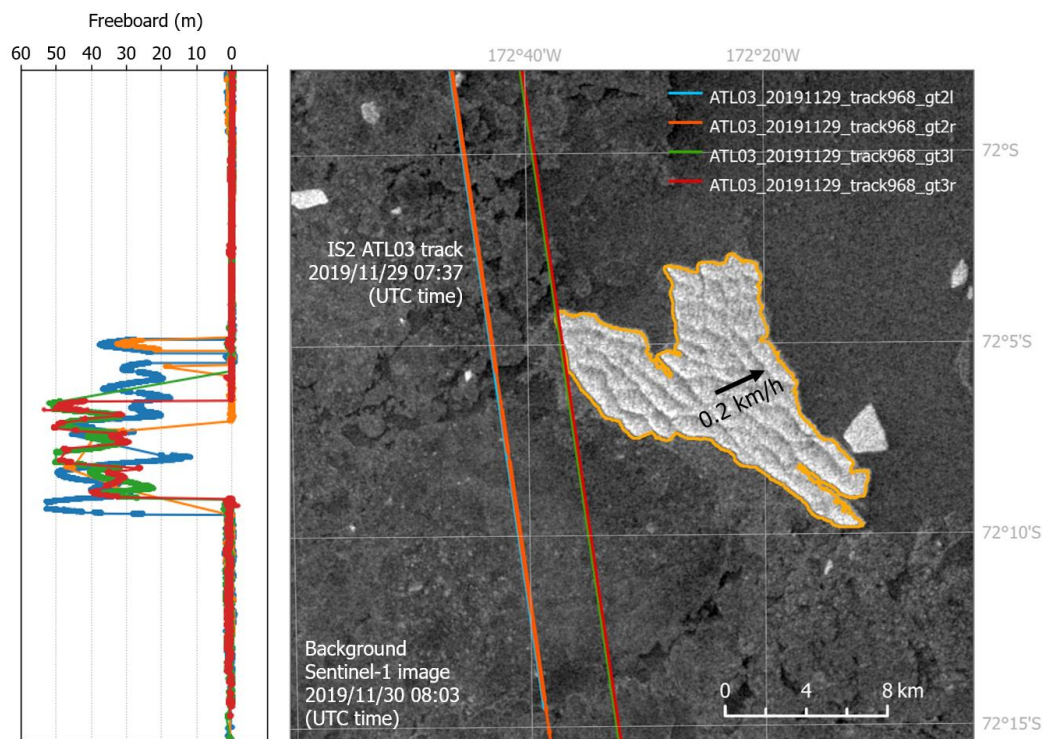 Freeboard (m)
60 50 40 30 20 10 0
172°40'W 172°20'W
ATL03_20191129_track968_gt2l
ATL03_20191129_track968_gt2r
ATL03_20191129_track968_gt3l
ATL03_20191129_track968_gt3r
72°S
IS2 ATL03 track
2019/11/29 07:37
(UTC time)
72°5'S
0.2 km/h
72°10'S
Background
Sentinel-1 image
2019/11/30 08:03
(UTC time)
0 4 8 km
72°15'S